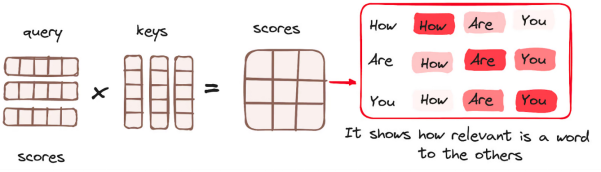 query
keys
scores
×
=
How How Are You
Are How Are You
You How Are You
It shows how relevant is a word
to the others
scores